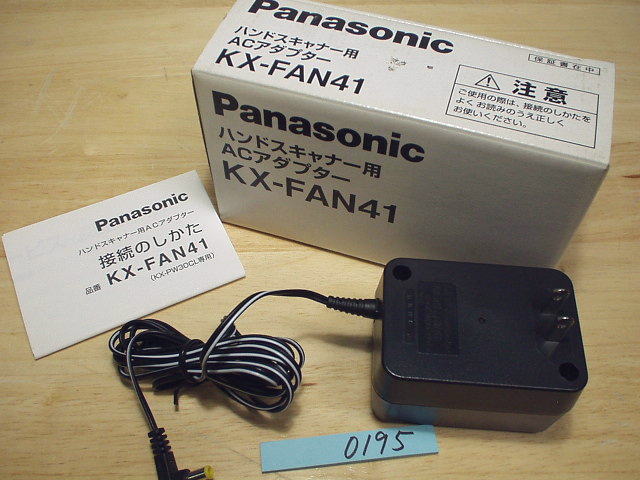 Panasonic
ハンドスキャナー用
ACアダプター
KX-FAN41
保証書在中
注意
ご使用の際は、接続のしかたを
よくお読みのうえ正しく
お使いください。
Panasonic
ハンドスキャナー用
ACアダプター
KX-FAN41
Panasonic
ハンドスキャナー用ACアダプター
接続のしかた
品番 KX-FAN41
(KX-PW30CL専用)
0195